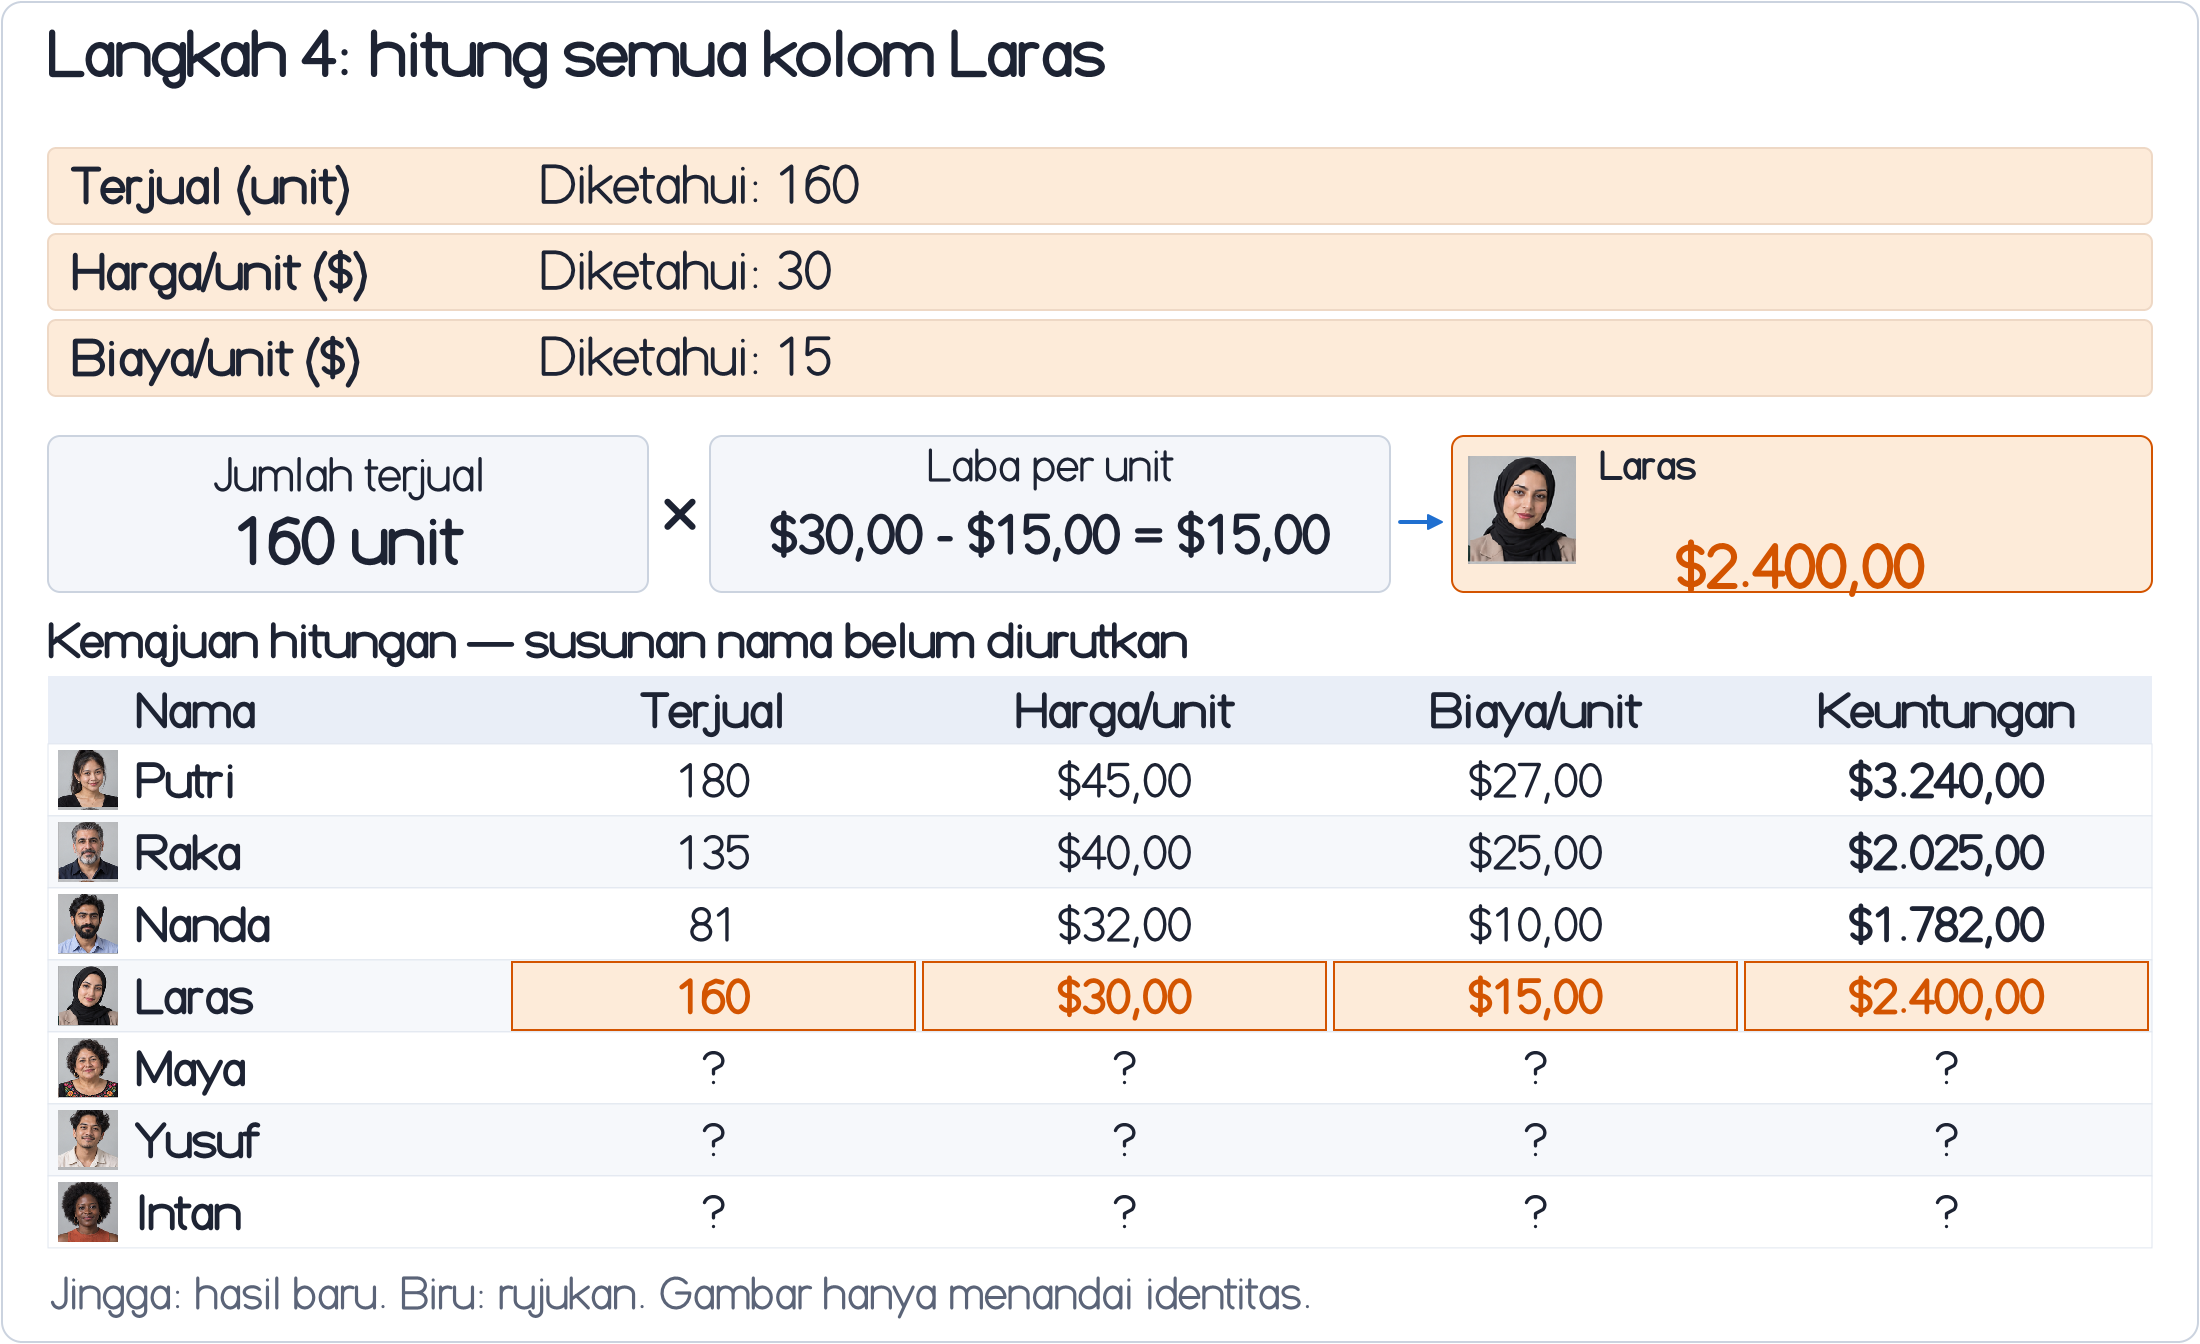 Langkah 4: hitung semua kolom Laras
Terjual (unit) Diketahui: 160
Harga/unit ($) Diketahui: 30
Biaya/unit ($) Diketahui: 15
Jumlah terjual
160 unit
×
Laba per unit
$30,00 - $15,00 = $15,00
Laras
$2.400,00
Kemajuan hitungan — susunan nama belum diurutkan
Nama Terjual Harga/unit Biaya/unit Keuntungan
Putri 180 $45,00 $27,00 $3.240,00
Raka 135 $40,00 $25,00 $2.025,00
Nanda 81 $32,00 $10,00 $1.782,00
Laras 160 $30,00 $15,00 $2.400,00
Maya ? ? ? ?
Yusuf ? ? ? ?
Intan ? ? ? ?
Jingga: hasil baru. Biru: rujukan. Gambar hanya menandai identitas.